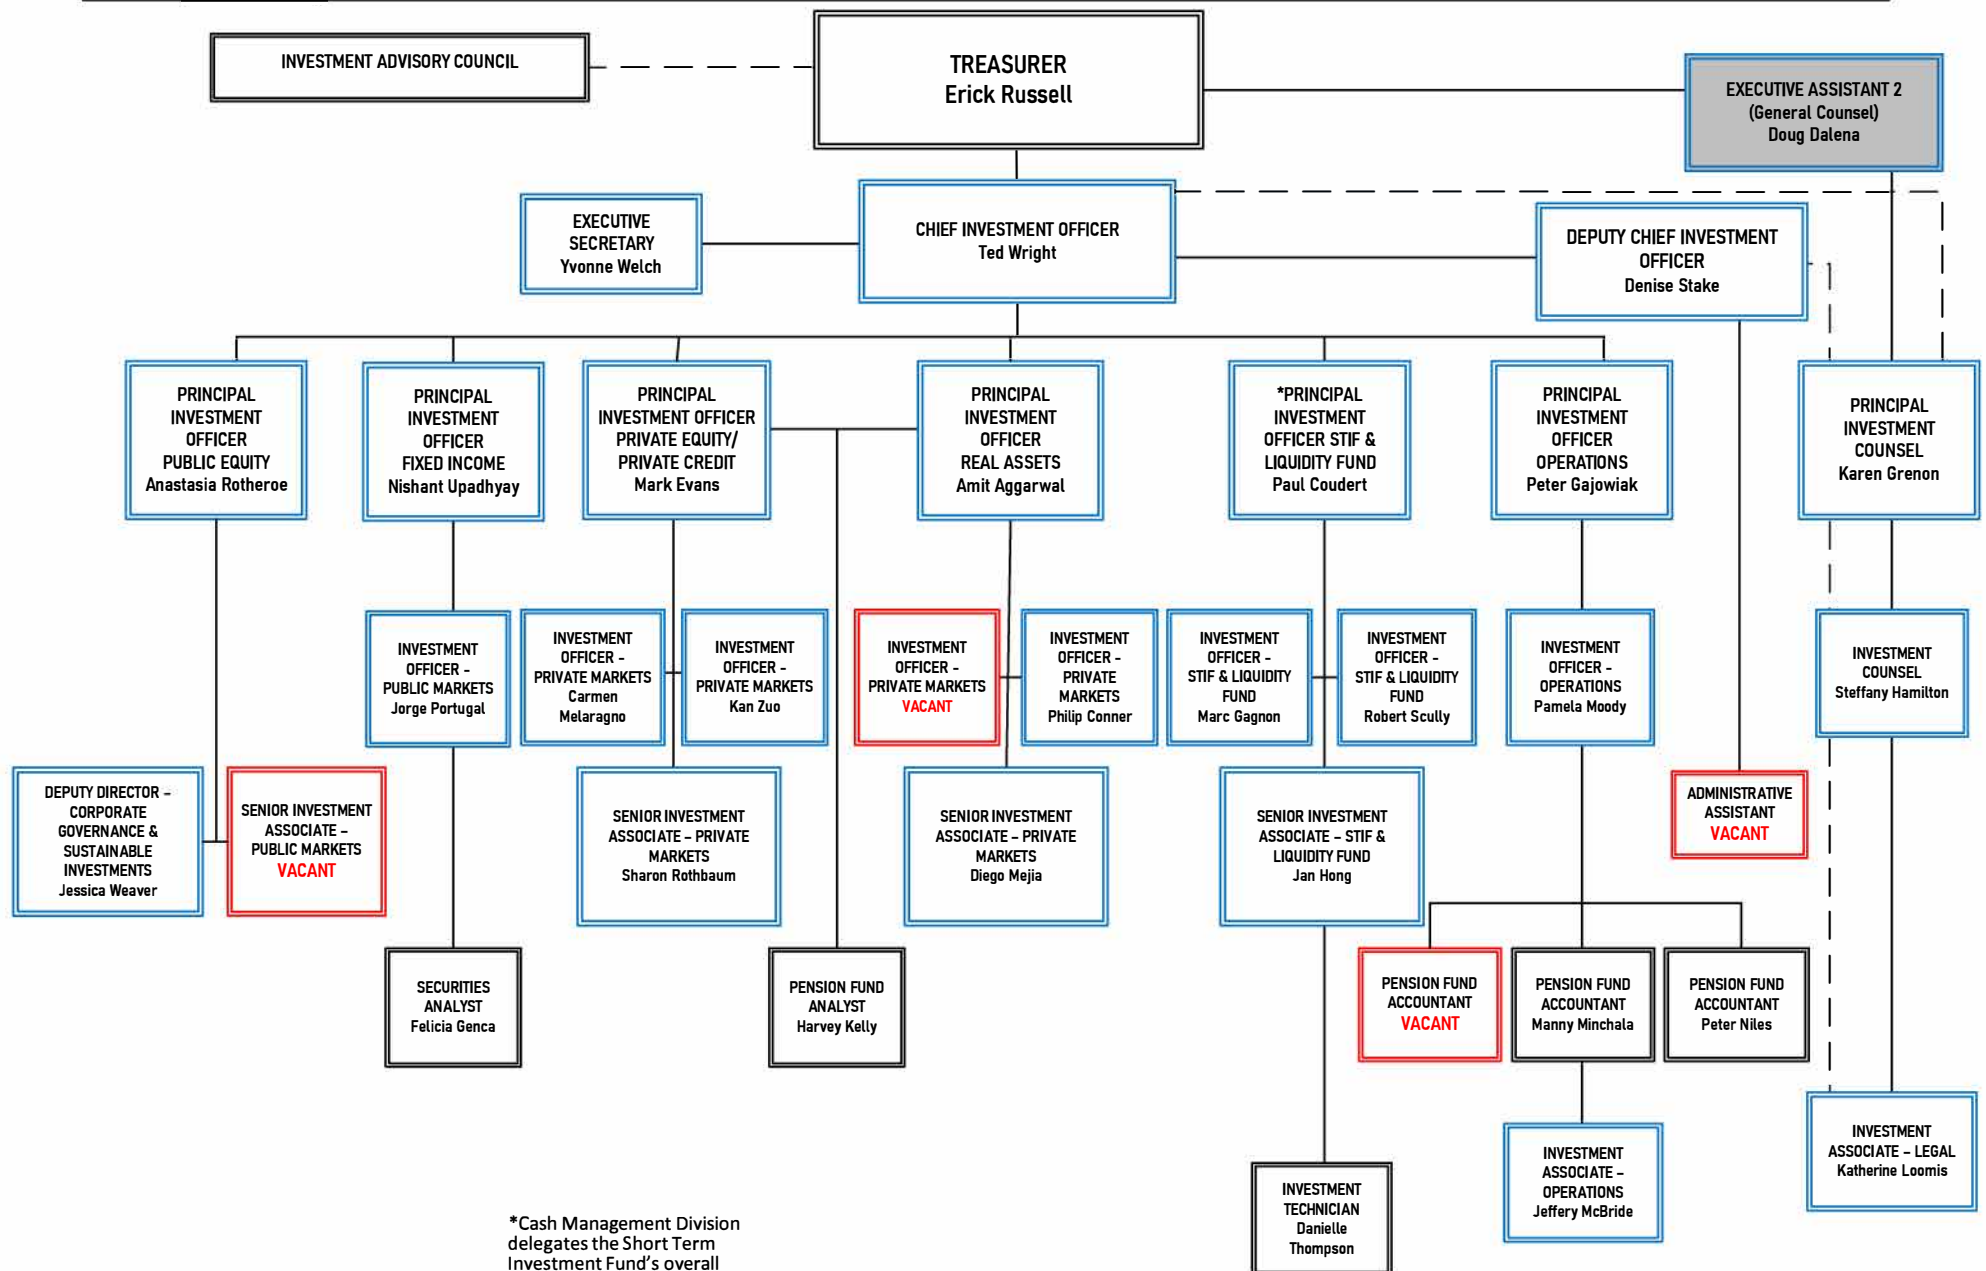 INVESTMENT ADVISORY COUNCIL
TREASURER
Erick Russell
EXECUTIVE ASSISTANT 2
(General Counsel)
Doug Dalena
EXECUTIVE
SECRETARY
Yvonne Welch
CHIEF INVESTMENT OFFICER
Ted Wright
DEPUTY CHIEF INVESTMENT
OFFICER
Denise Stake
PRINCIPAL
INVESTMENT
OFFICER
PUBLIC EQUITY
Anastasia Rotheroe
PRINCIPAL
INVESTMENT
OFFICER
FIXED INCOME
Nishant Upadhyay
PRINCIPAL
INVESTMENT OFFICER
PRIVATE EQUITY/
PRIVATE CREDIT
Mark Evans
PRINCIPAL
INVESTMENT
OFFICER
REAL ASSETS
Amit Aggarwal
*PRINCIPAL
INVESTMENT
OFFICER STIF &
LIQUIDITY FUND
Paul Coudert
PRINCIPAL
INVESTMENT
OFFICER
OPERATIONS
Peter Gajowiak
PRINCIPAL
INVESTMENT
COUNSEL
Karen Grenon
INVESTMENT
OFFICER -
PUBLIC MARKETS
Jorge Portugal
INVESTMENT
OFFICER -
PRIVATE MARKETS
Carmen
Melaragno
INVESTMENT
OFFICER -
PRIVATE MARKETS
Kan Zuo
INVESTMENT
OFFICER -
PRIVATE MARKETS
VACANT
INVESTMENT
OFFICER -
PRIVATE
MARKETS
Philip Conner
INVESTMENT
OFFICER -
STIF & LIQUIDITY
FUND
Marc Gagnon
INVESTMENT
OFFICER -
STIF & LIQUIDITY
FUND
Robert Scully
INVESTMENT
OFFICER -
OPERATIONS
Pamela Moody
INVESTMENT
COUNSEL
Steffany Hamilton
DEPUTY DIRECTOR –
CORPORATE
GOVERNANCE &
SUSTAINABLE
INVESTMENTS
Jessica Weaver
SENIOR INVESTMENT
ASSOCIATE –
PUBLIC MARKETS
VACANT
SENIOR INVESTMENT
ASSOCIATE – PRIVATE
MARKETS
Sharon Rothbaum
SENIOR INVESTMENT
ASSOCIATE – PRIVATE
MARKETS
Diego Mejia
SENIOR INVESTMENT
ASSOCIATE – STIF &
LIQUIDITY FUND
Jan Hong
ADMINISTRATIVE
ASSISTANT
VACANT
SECURITIES
ANALYST
Felicia Genca
PENSION FUND
ANALYST
Harvey Kelly
PENSION FUND
ACCOUNTANT
VACANT
PENSION FUND
ACCOUNTANT
Manny Minchala
PENSION FUND
ACCOUNTANT
Peter Niles
INVESTMENT
ASSOCIATE – LEGAL
Katherine Loomis
INVESTMENT
ASSOCIATE –
OPERATIONS
Jeffery McBride
INVESTMENT
TECHNICIAN
Danielle
Thompson
*Cash Management Division
delegates the Short Term
Investment Fund's overall